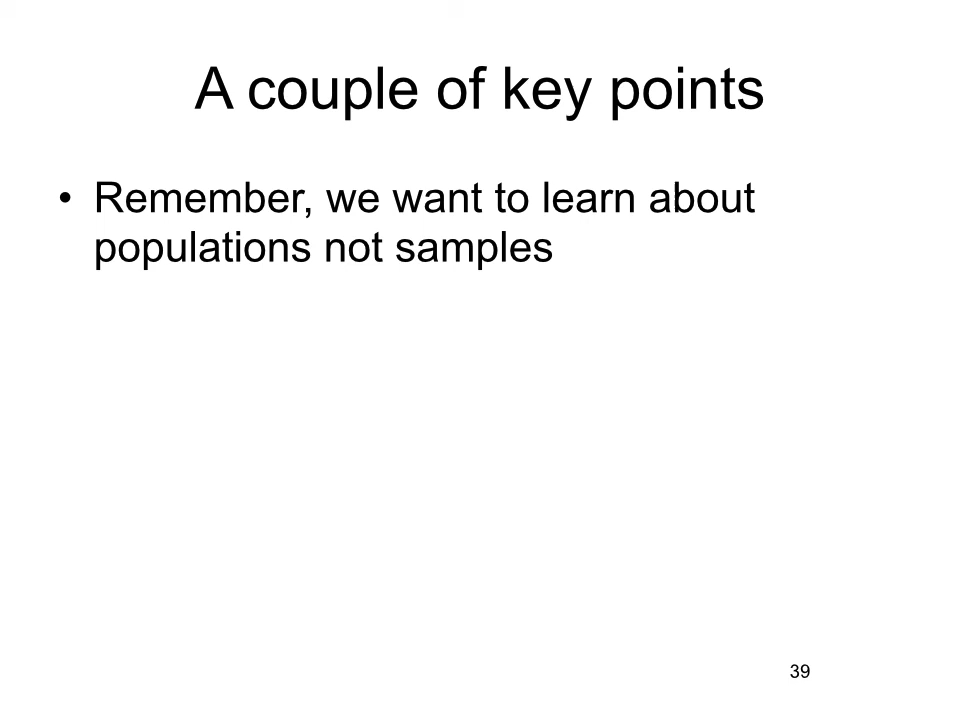 A couple of key points
• Remember, we want to learn about
populations not samples
39